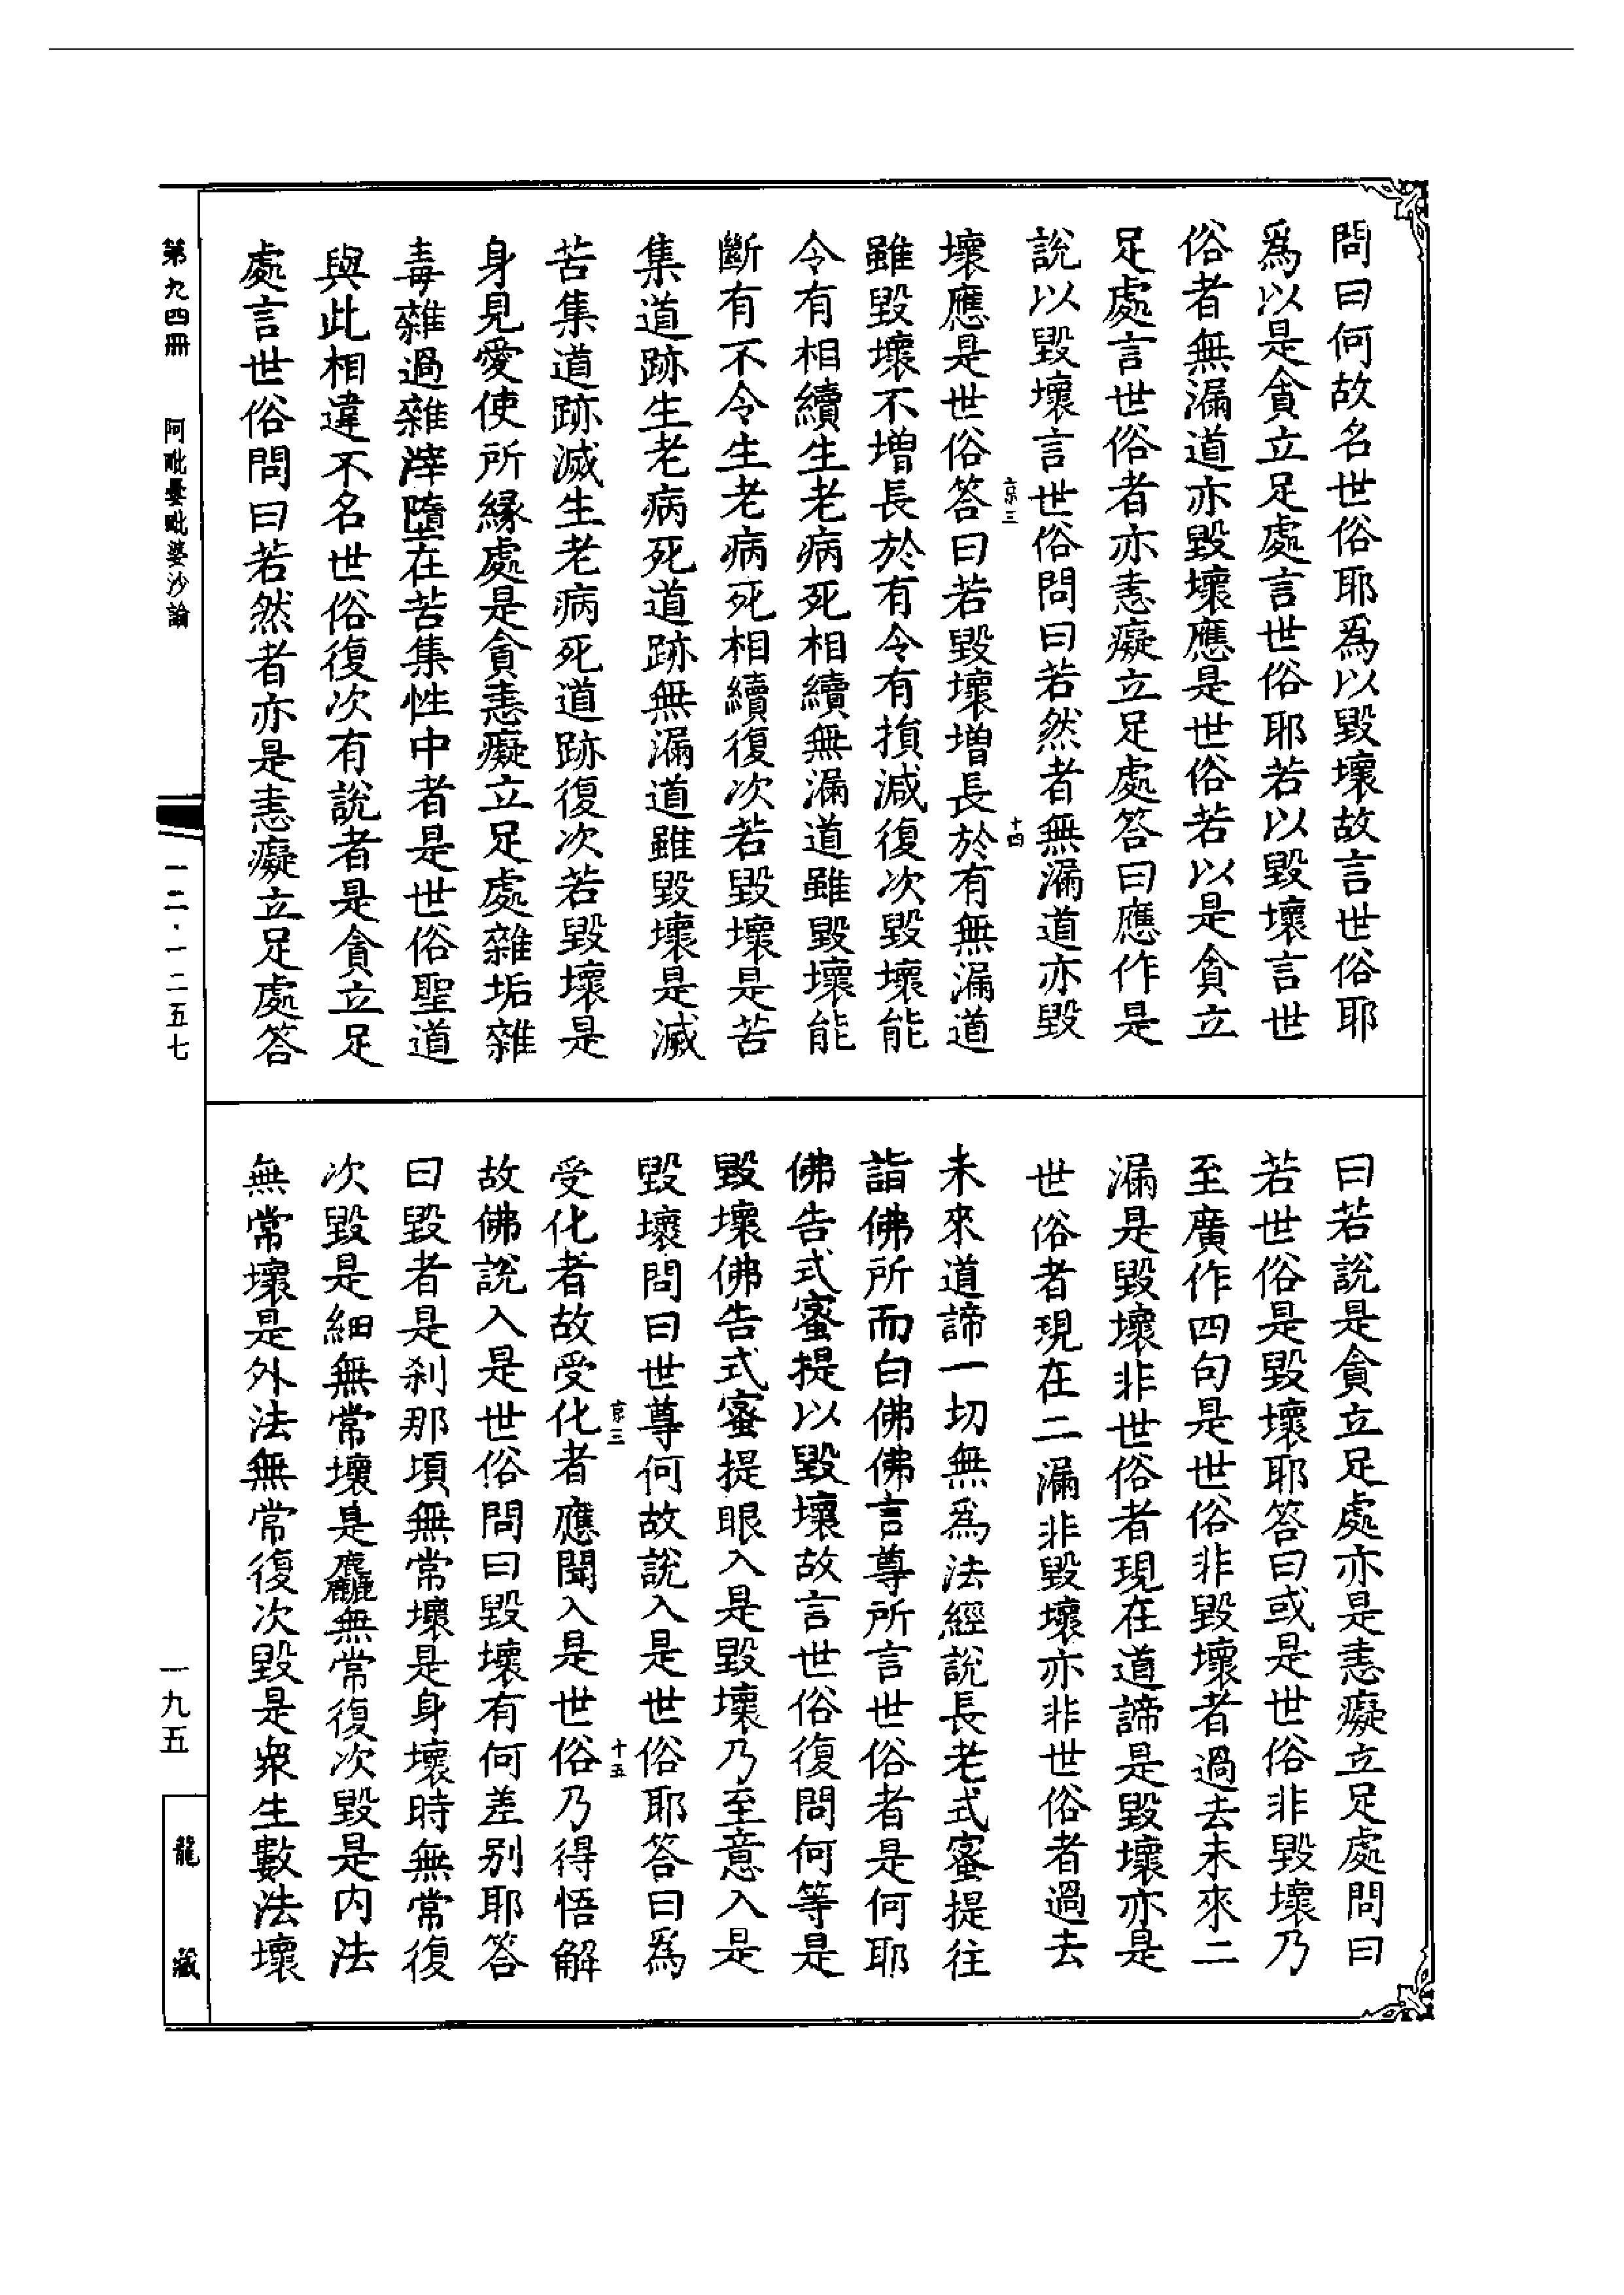 問曰何故名世俗耶爲以毀壞故言世俗耶
爲以是貪立足處言世俗耶若以毀壞言世
俗者無漏道亦毀壞應是世俗若以是貪立
足處言世俗者亦恚癡立足處答曰應作是
說以毀壞言世俗問曰若然者無漏道亦毀
京三
十四
壞應是世俗答曰若毀壞增長於有無漏道
雖毀壞不增長於有令有損減復次毀壞能
令有相續生老病死相續無漏道雖毀壞能
斷有不令生老病死相續復次若毀壞是苦
集道跡生老病死道跡無漏道雖毀壞是滅
苦集道跡滅生老病死道跡復次若毀壞是
身見愛使所緣處是貪恚癡立足處雜垢雜
毒雜過雜滓墮在苦集性中者是世俗聖道
與此相違不名世俗復次有說者是貪立足
處言世俗問曰若然者亦是恚癡立足處答
曰若說是貪立足處亦是恚癡立足處問曰
若世俗是毀壞耶答曰或是世俗非毀壞乃
至廣作四句是世俗非毀壞者過去未來二
漏是毀壞非世俗者現在道諦是毀壞亦是
世俗者現在二漏非毀壞亦非世俗者過去
未來道諦一切無爲法經說長老式蜜提往
詣佛所而白佛佛言尊所言世俗者是何耶
佛告式蜜提以毀壞故言世俗復問何等是
毀壞佛告式蜜提眼入是毀壞乃至意入是
毀壞問曰世尊何故說入是世俗耶答曰爲
京三
十五
受化者故受化者應聞入是世俗乃得悟解
故佛說入是世俗問曰毀壞有何差别耶答
曰毀者是刹那頃無常壞是身壞時無常復
次毀是細無常壞是麤無常復次毀是内法
無常壞是外法無常復次毀是衆生數法壞
第九四冊
阿毗曇毗婆沙論
一二·一二五七
一九五
龍藏